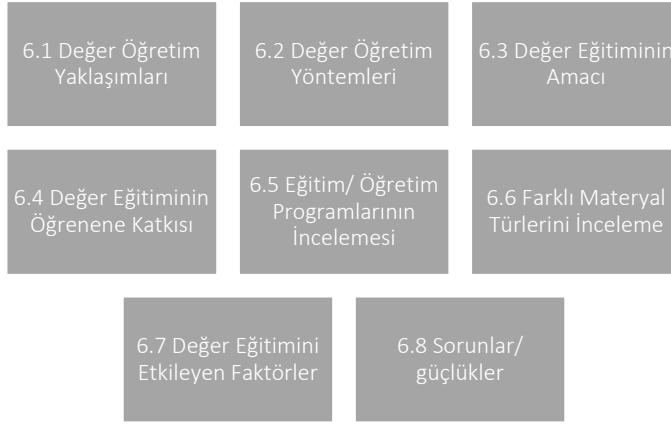 6.1 Değer Öğretim
Yaklaşımları
6.2 Değer Öğretim
Yöntemleri
6.3 Değer Eğitiminin
Amacı
6.4 Değer Eğitiminin
Öğrenene Katkısı
6.5 Eğitim/ Öğretim
Programlarının
İncelemesi
6.6 Farklı Materyal
Türlerini İnceleme
6.7 Değer Eğitimini
Etkileyen Faktörler
6.8 Sorunlar/
güçlükler